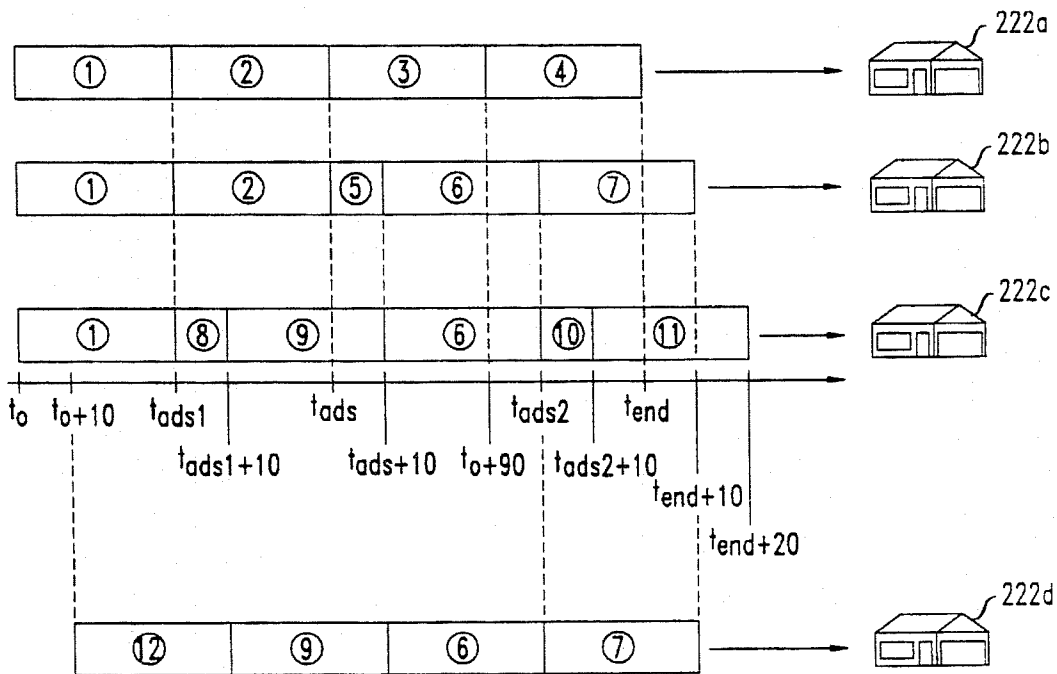 222a
① ② ③ ④
222b
① ② ⑤ ⑥ ⑦
222c
① ⑧ ⑨ ⑥ ⑩ ⑪
to to+10 tads1 tads tads2 tend
tads1+10 tads+10 to+90 tads2+10
tend+10
tend+20
222d
⑫ ⑨ ⑥ ⑦